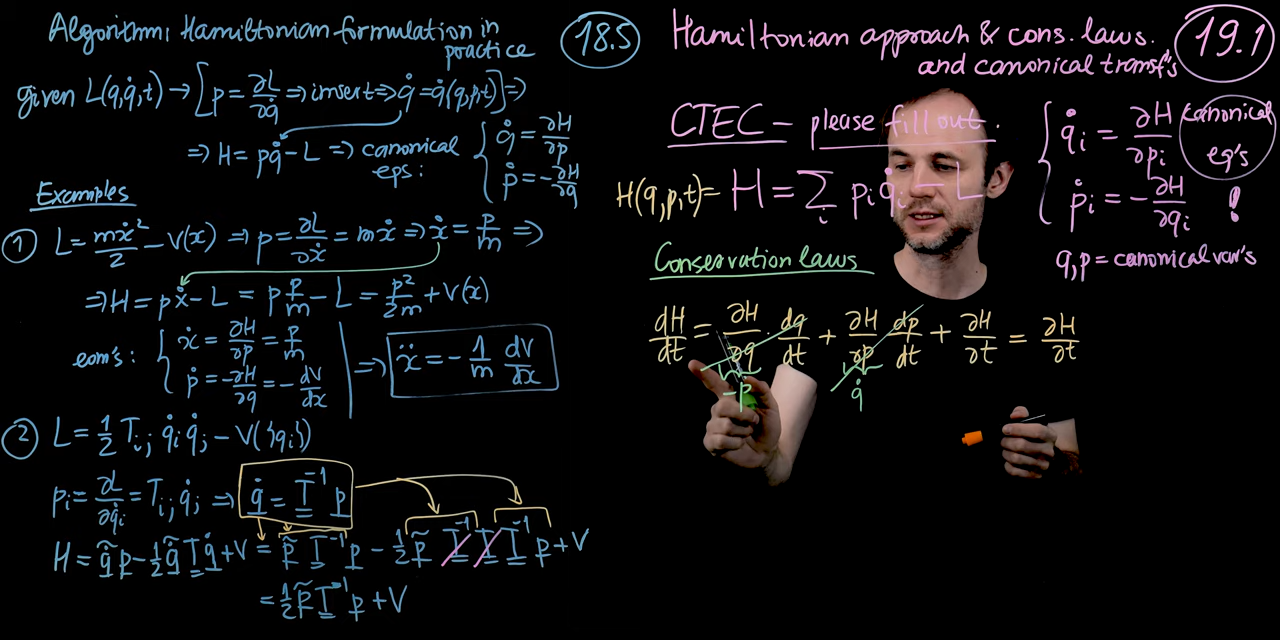 Algorithm: Hamiltonian formulation in practice
18.5
given L(q,q̇,t) → [p = ∂L/∂q̇ ⇒ insert ⇒ q̇ = q̇(q,p,t)] ⇒
⇒ H = pq̇ − L ⇒ canonical eqs: { q̇ = ∂H/∂p
ṗ = −∂H/∂q
Examples
① L = mẋ²/2 − V(x) ⇒ p = ∂L/∂ẋ = mẋ ⇒ ẋ = p/m ⇒
⇒ H = pẋ − L = p p/m − L = p²/2m + V(x)
eom's: { ẋ = ∂H/∂p = p/m
ṗ = −∂H/∂q = −dV/dx
⇒ ẍ = −1/m dV/dx
② L = ½ Tᵢⱼ q̇ᵢ q̇ⱼ − V({qᵢ})
pᵢ = ∂L/∂q̇ᵢ = Tᵢⱼ q̇ⱼ ⇒ q̇ = T⁻¹ p
H = q̃̇ p − ½ q̃̇ T q̇ + V = p̃ T⁻¹ p − ½ p̃ T⁻¹ T T⁻¹ p + V
= ½ p̃ T⁻¹ p + V
Hamiltonian approach & cons. laws.
and canonical transf's
19.1
CTEC – please fill out.
H(q,p,t) = H = Σᵢ pᵢ q̇ᵢ − L
{ q̇ᵢ = ∂H/∂pᵢ
ṗᵢ = −∂H/∂qᵢ !
canonical
eq's
q,p = canonical var's
Conservation laws
dH/dt = ∂H/∂q · dq/dt + ∂H/∂p dp/dt + ∂H/∂t = ∂H/∂t
−ṗ q̇